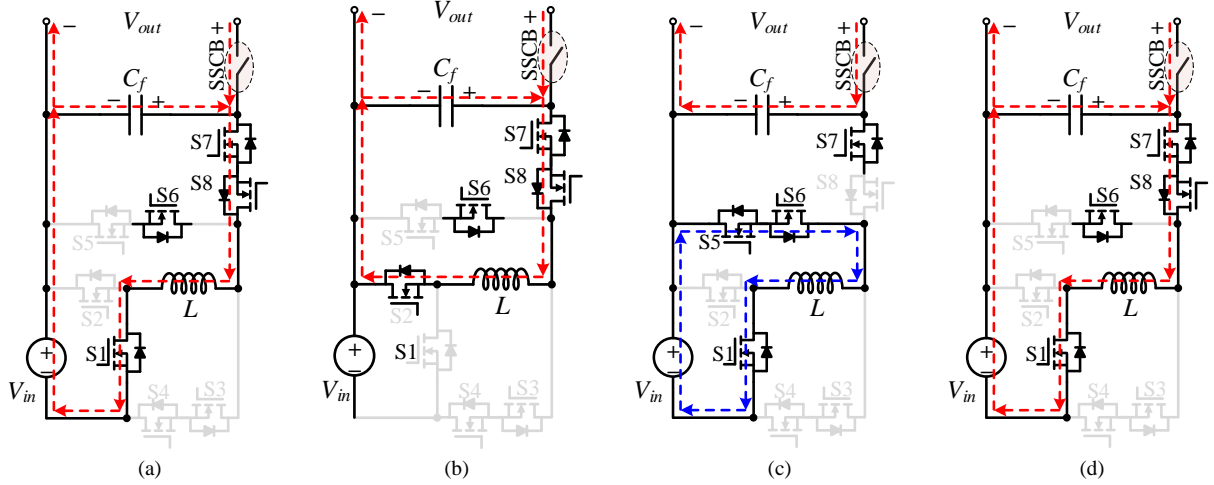 − V_out + SSCB
− C_f +
S7
S8
S6
S5
S2
L
+
−
V_in
S1
S4
S3
(a)
− V_out + SSCB
− C_f +
S7
S8
S6
S5
S2
L
+
−
V_in
S1
S4
S3
(b)
− V_out + SSCB
− C_f +
S7
S8
S6
S5
S2
L
+
−
V_in
S1
S4
S3
(c)
− V_out + SSCB
− C_f +
S7
S8
S6
S5
S2
L
+
−
V_in
S1
S4
S3
(d)